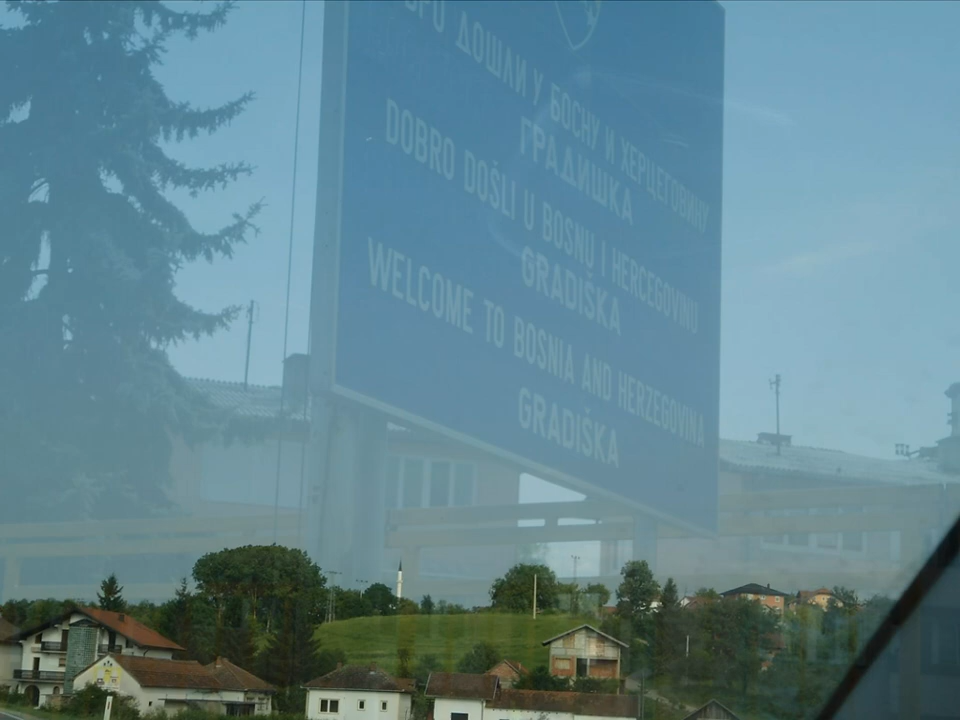 ДОШЛИ У БОСНУ И ХЕРЦЕГОВИНУ
ГРАДИШКА
DOBRO DOŠLI U BOSNU I HERCEGOVINU
GRADIŠKA
WELCOME TO BOSNIA AND HERZEGOVINA
GRADIŠKA